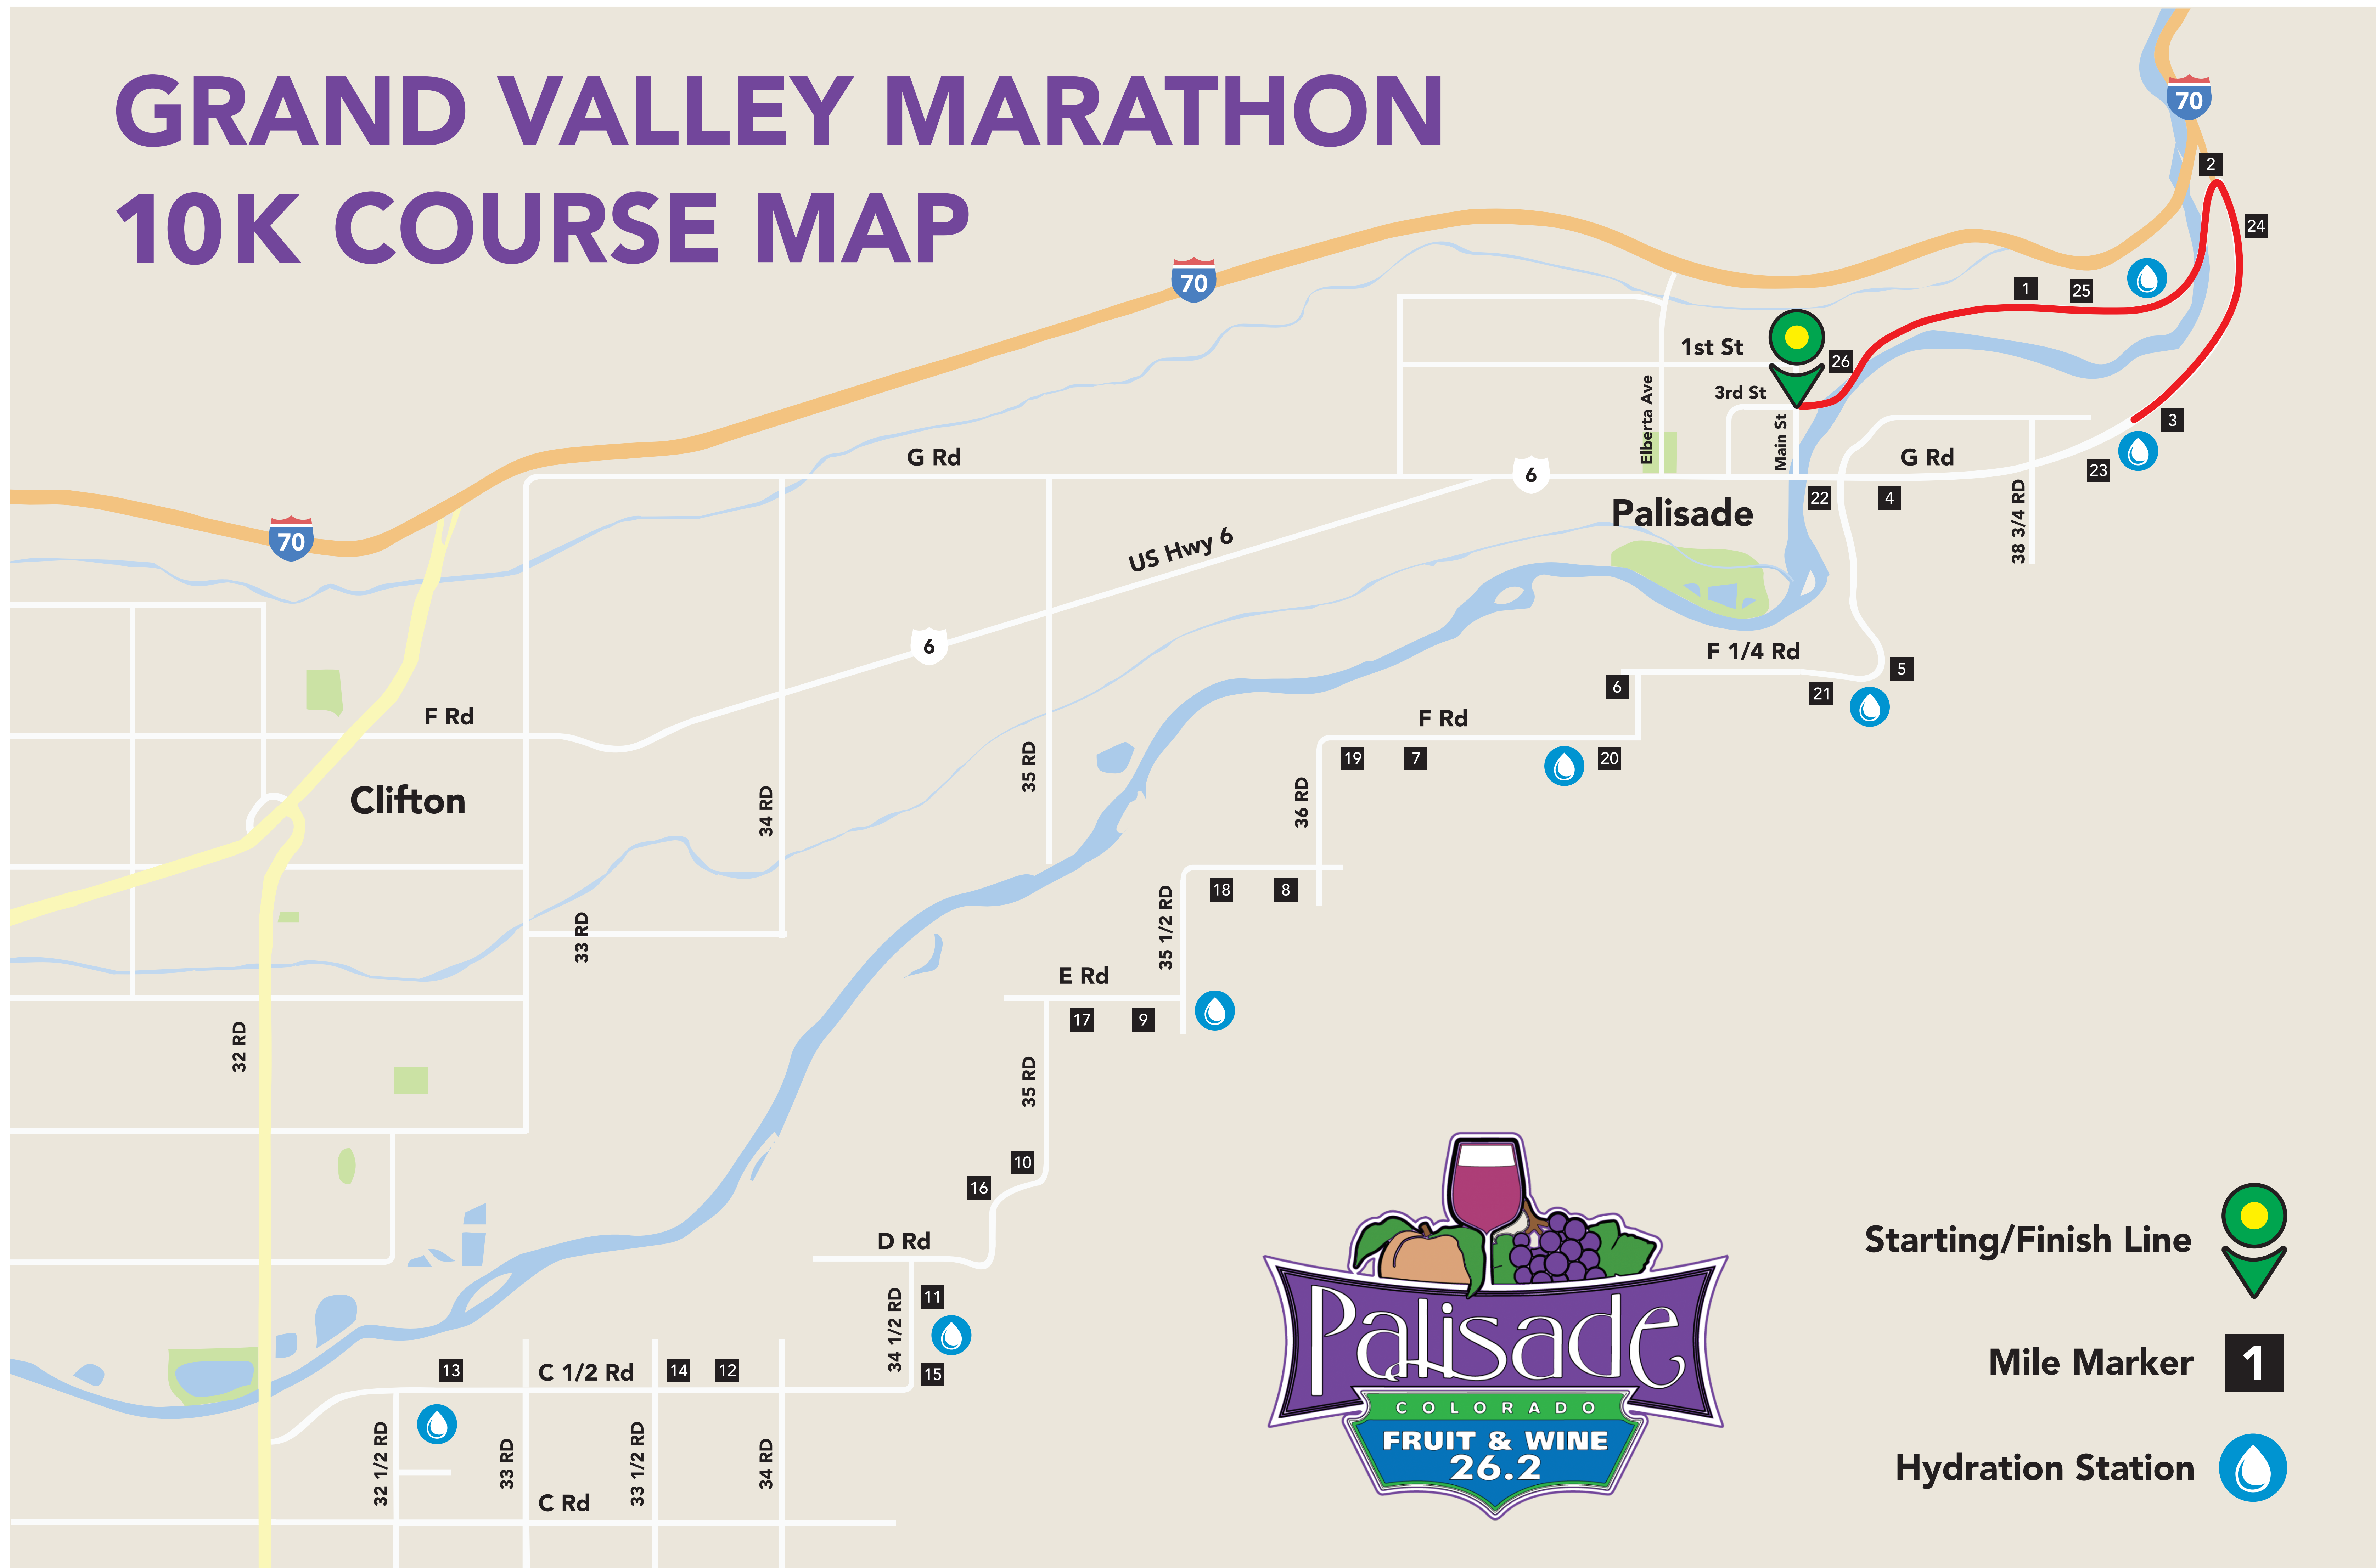 GRAND VALLEY MARATHON
10K COURSE MAP
70
2
24
70
1
25
1st St
26
3rd St
Elberta Ave
Main St
3
G Rd
6
G Rd
23
22
4
38 3/4 RD
Palisade
70
US Hwy 6
6
F 1/4 Rd
5
6
21
F Rd
F Rd
19
7
20
35 RD
36 RD
34 RD
Clifton
18
8
35 1/2 RD
33 RD
E Rd
17
9
32 RD
35 RD
10
16
D Rd
11
34 1/2 RD
15
13
C 1/2 Rd
14
12
32 1/2 RD
33 RD
33 1/2 RD
34 RD
C Rd
Palisade
COLORADO
FRUIT & WINE
26.2
Starting/Finish Line
Mile Marker
1
Hydration Station